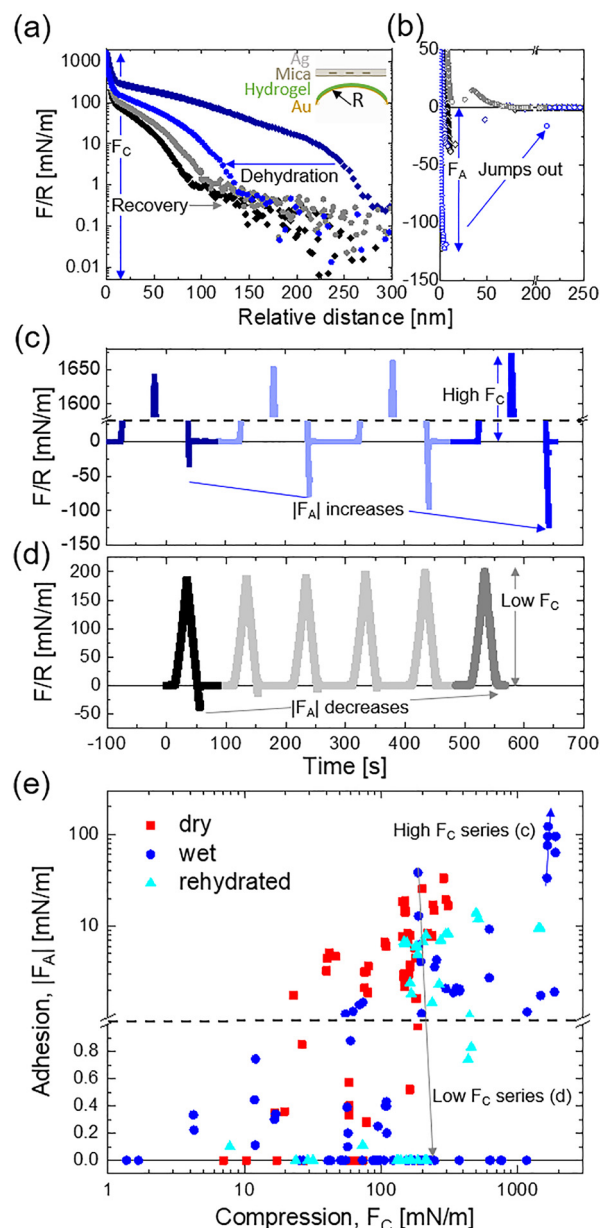 (a)
(b)
1000
100
10
1
0.1
0.01
F/R [mN/m]
F_C
Ag
Mica
Hydrogel
Au
R
Dehydration
Recovery
0 50 100 150 200 250 300
50
0
-50
-100
-150
F_A
Jumps out
0 50 200 250
Relative distance [nm]
(c)
1650
1600
0
-50
-100
-150
F/R [mN/m]
High F_C
|F_A| increases
(d)
200
150
100
50
0
-50
F/R [mN/m]
Low F_C
|F_A| decreases
-100 0 100 200 300 400 500 600 700
Time [s]
(e)
dry
wet
rehydrated
High F_C series (c)
Low F_C series (d)
100
10
0.8
0.6
0.4
0.2
0.0
Adhesion, |F_A| [mN/m]
1 10 100 1000
Compression, F_C [mN/m]